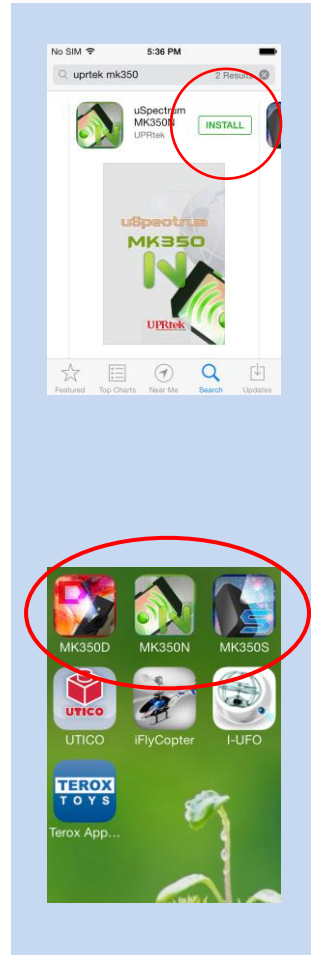 No SIM 5:36 PM
uprtek mk350 2 Results
uSpectrum
MK350N
UPRtek
INSTALL
uSpectrum
MK350
N
UPRtek
Featured Top Charts Near Me Search Updates
D N S
MK350D MK350N MK350S
UTICO
UTICO iFlyCopter I-UFO
TEROX
TOYS
Terox App...